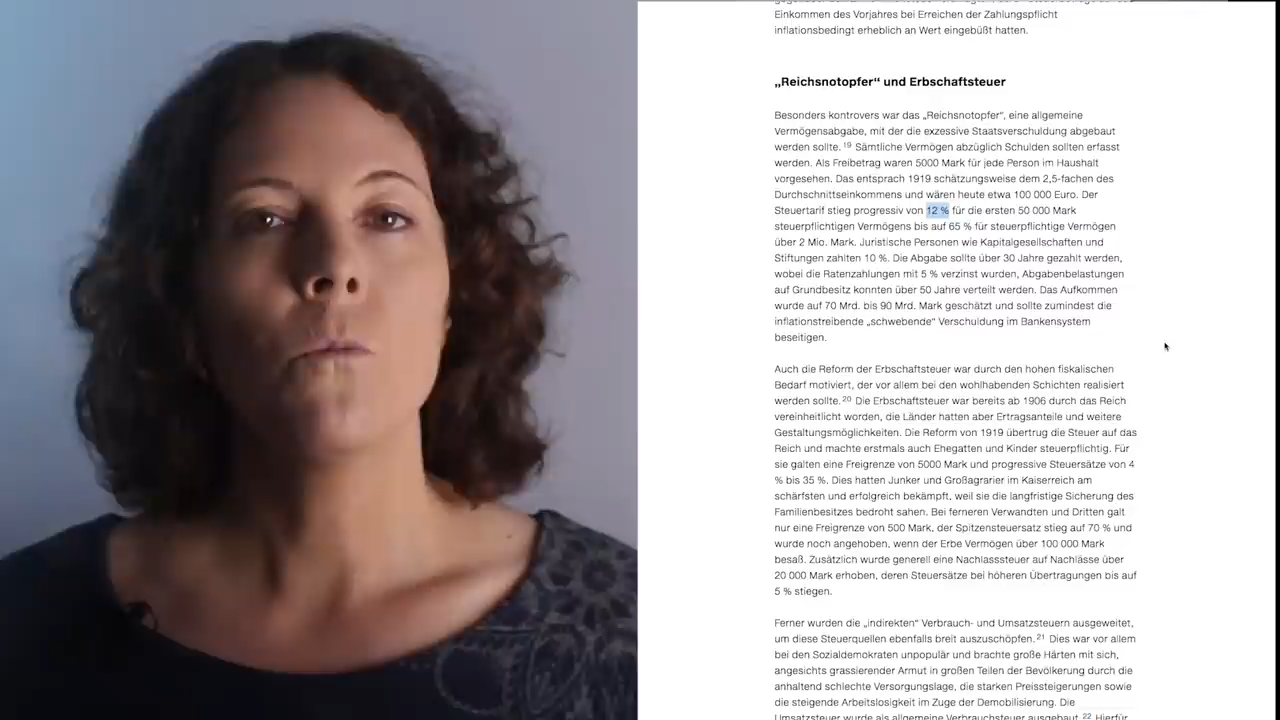 Einkommen des Vorjahres bei Erreichen der Zahlungspflicht
inflationsbedingt erheblich an Wert eingebüßt hatten.
„Reichsnotopfer“ und Erbschaftsteuer
Besonders kontrovers war das „Reichsnotopfer“, eine allgemeine
Vermögensabgabe, mit der die exzessive Staatsverschuldung abgebaut
werden sollte. 19 Sämtliche Vermögen abzüglich Schulden sollten erfasst
werden. Als Freibetrag waren 5000 Mark für jede Person im Haushalt
vorgesehen. Das entsprach 1919 schätzungsweise dem 2,5-fachen des
Durchschnittseinkommens und wären heute etwa 100 000 Euro. Der
Steuertarif stieg progressiv von 12 % für die ersten 50 000 Mark
steuerpflichtigen Vermögens bis auf 65 % für steuerpflichtige Vermögen
über 2 Mio. Mark. Juristische Personen wie Kapitalgesellschaften und
Stiftungen zahlten 10 %. Die Abgabe sollte über 30 Jahre gezahlt werden,
wobei die Ratenzahlungen mit 5 % verzinst wurden, Abgabenbelastungen
auf Grundbesitz konnten über 50 Jahre verteilt werden. Das Aufkommen
wurde auf 70 Mrd. bis 90 Mrd. Mark geschätzt und sollte zumindest die
inflationstreibende „schwebende“ Verschuldung im Bankensystem
beseitigen.
Auch die Reform der Erbschaftsteuer war durch den hohen fiskalischen
Bedarf motiviert, der vor allem bei den wohlhabenden Schichten realisiert
werden sollte. 20 Die Erbschaftsteuer war bereits ab 1906 durch das Reich
vereinheitlicht worden, die Länder hatten aber Ertragsanteile und weitere
Gestaltungsmöglichkeiten. Die Reform von 1919 übertrug die Steuer auf das
Reich und machte erstmals auch Ehegatten und Kinder steuerpflichtig. Für
sie galten eine Freigrenze von 5000 Mark und progressive Steuersätze von 4
% bis 35 %. Dies hatten Junker und Großagrarier im Kaiserreich am
schärfsten und erfolgreich bekämpft, weil sie die langfristige Sicherung des
Familienbesitzes bedroht sahen. Bei ferneren Verwandten und Dritten galt
nur eine Freigrenze von 500 Mark, der Spitzensteuersatz stieg auf 70 % und
wurde noch angehoben, wenn der Erbe Vermögen über 100 000 Mark
besaß. Zusätzlich wurde generell eine Nachlasssteuer auf Nachlässe über
20 000 Mark erhoben, deren Steuersätze bei höheren Übertragungen bis auf
5 % stiegen.
Ferner wurden die „indirekten“ Verbrauch- und Umsatzsteuern ausgeweitet,
um diese Steuerquellen ebenfalls breit auszuschöpfen. 21 Dies war vor allem
bei den Sozialdemokraten unpopulär und brachte große Härten mit sich,
angesichts grassierender Armut in großen Teilen der Bevölkerung durch die
anhaltend schlechte Versorgungslage, die starken Preissteigerungen sowie
die steigende Arbeitslosigkeit im Zuge der Demobilisierung. Die
Umsatzsteuer wurde als allgemeine Verbrauchsteuer ausgebaut. 22 Hierfür